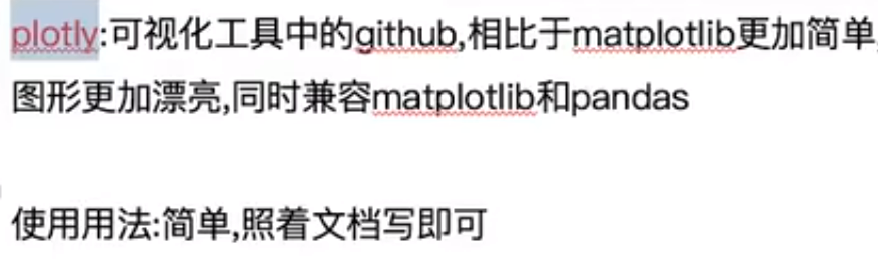 plotly:可视化工具中的github,相比于matplotlib更加简单,
图形更加漂亮,同时兼容matplotlib和pandas
使用用法:简单,照着文档写即可